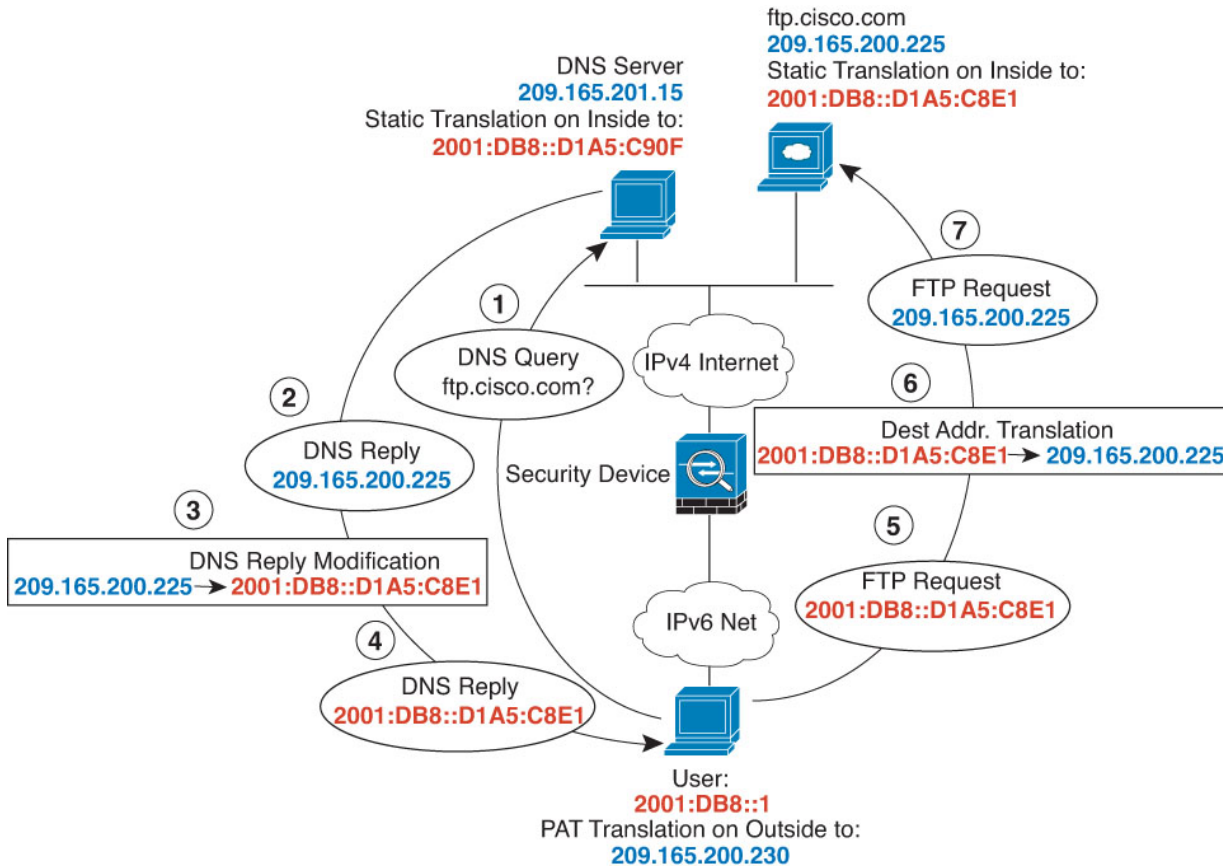 ftp.cisco.com
209.165.200.225
Static Translation on Inside to:
2001:DB8::D1A5:C8E1
DNS Server
209.165.201.15
Static Translation on Inside to:
2001:DB8::D1A5:C90F
7
FTP Request
209.165.200.225
1
DNS Query
ftp.cisco.com?
IPv4 Internet
2
DNS Reply
209.165.200.225
6
Dest Addr. Translation
2001:DB8::D1A5:C8E1 → 209.165.200.225
Security Device
3
DNS Reply Modification
209.165.200.225 → 2001:DB8::D1A5:C8E1
5
FTP Request
2001:DB8::D1A5:C8E1
IPv6 Net
4
DNS Reply
2001:DB8::D1A5:C8E1
User:
2001:DB8::1
PAT Translation on Outside to:
209.165.200.230